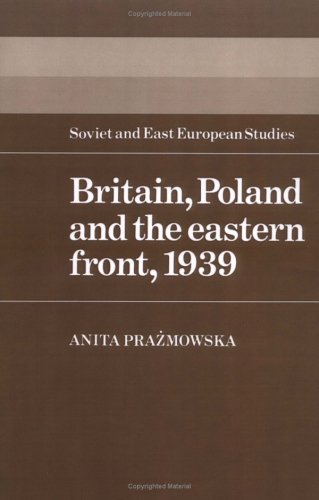 Soviet and East European Studies
Britain, Poland
and the eastern
front, 1939
ANITA PRAŻMOWSKA